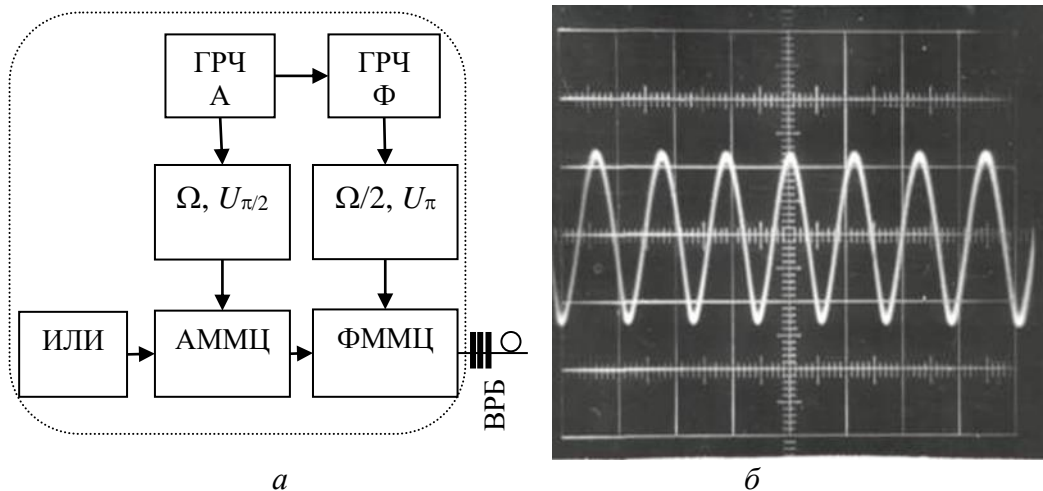 ГРЧ
А
ГРЧ
Ф
Ω, Uπ/2
Ω/2, Uπ
ИЛИ
АММЦ
ФММЦ
ВРБ
а
б